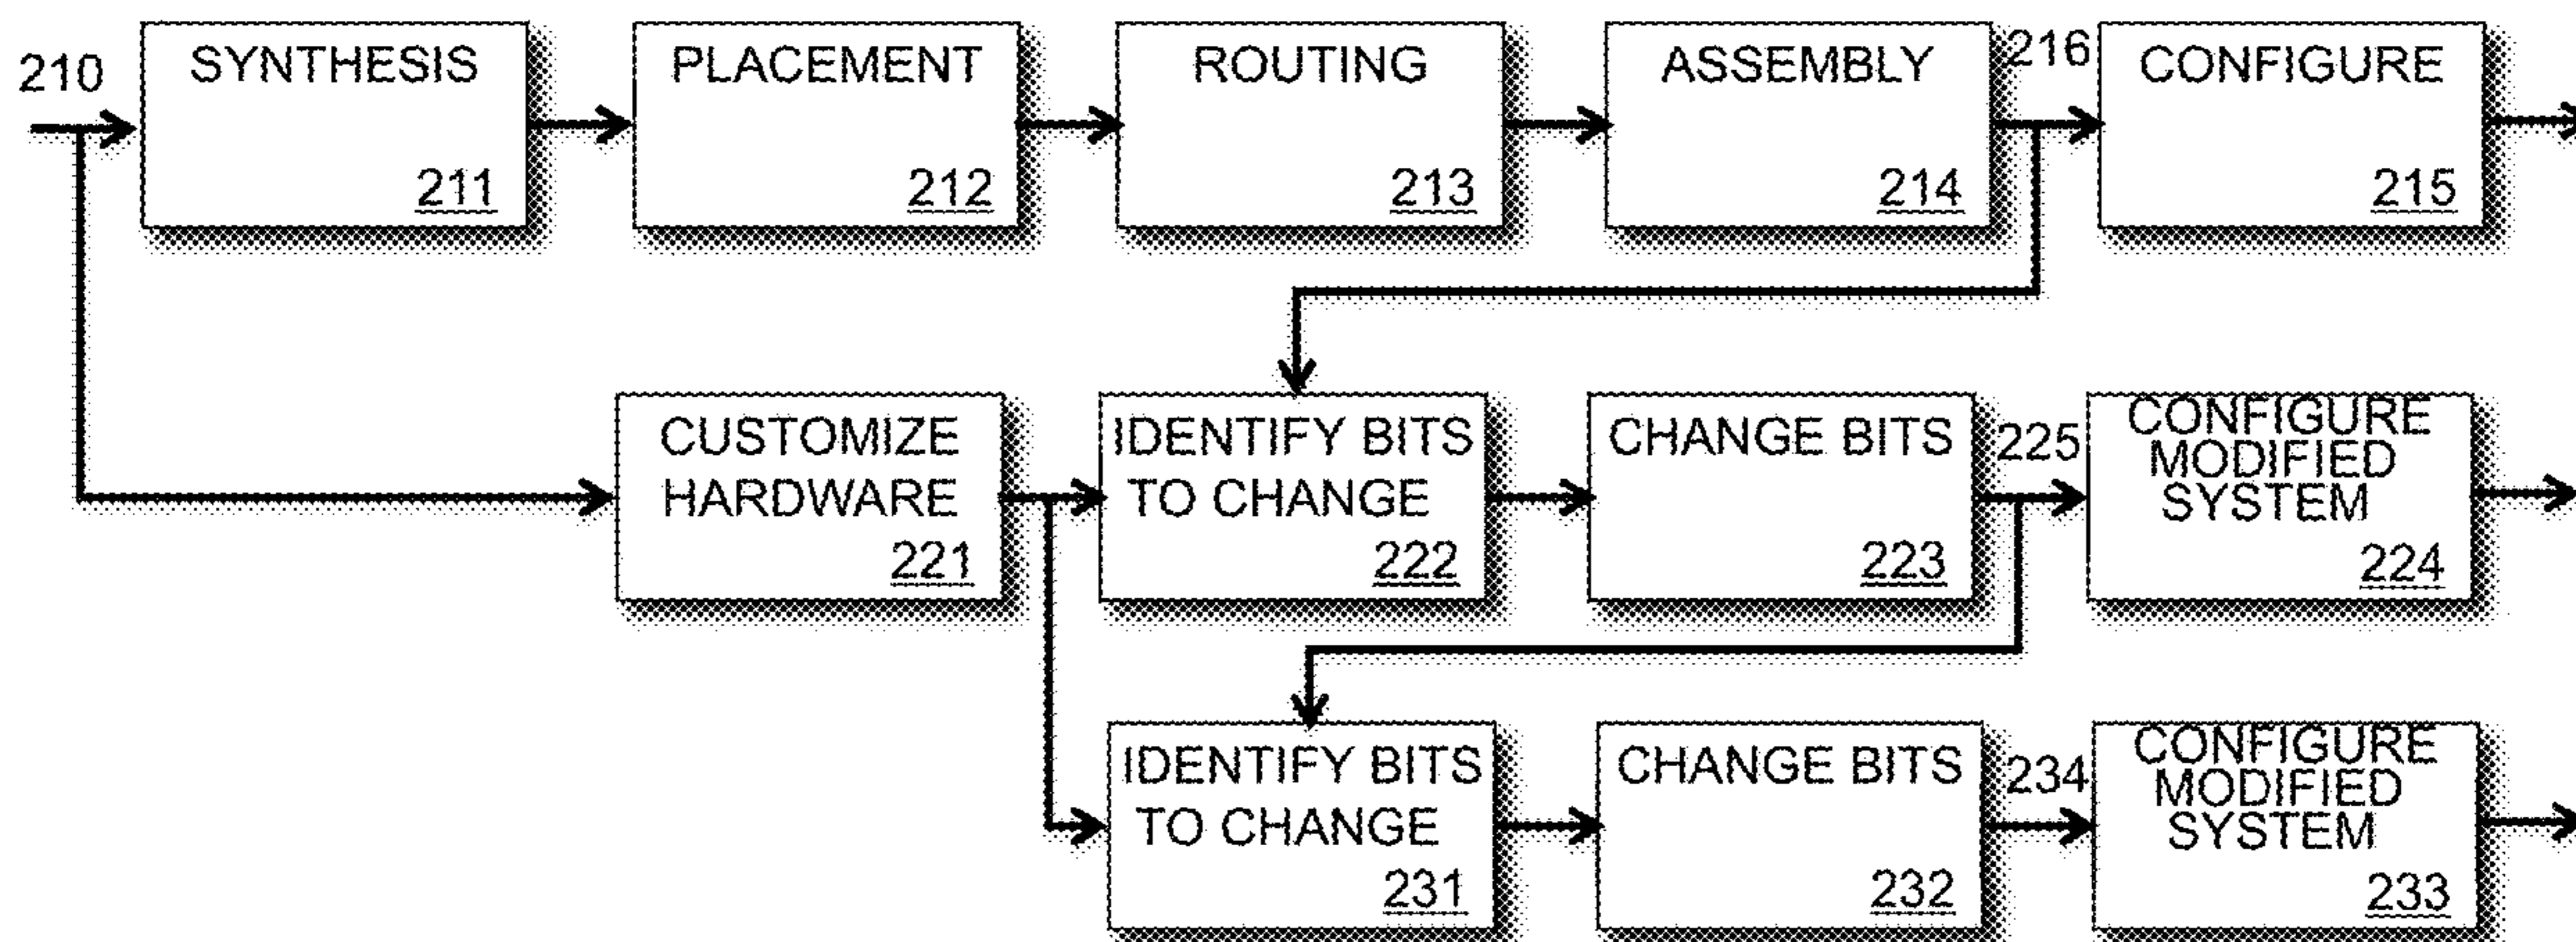 210
SYNTHESIS
211
PLACEMENT
212
ROUTING
213
ASSEMBLY
214
216
CONFIGURE
215
CUSTOMIZE
HARDWARE
221
IDENTIFY BITS
TO CHANGE
222
CHANGE BITS
223
225
CONFIGURE
MODIFIED
SYSTEM
224
IDENTIFY BITS
TO CHANGE
231
CHANGE BITS
232
234
CONFIGURE
MODIFIED
SYSTEM
233